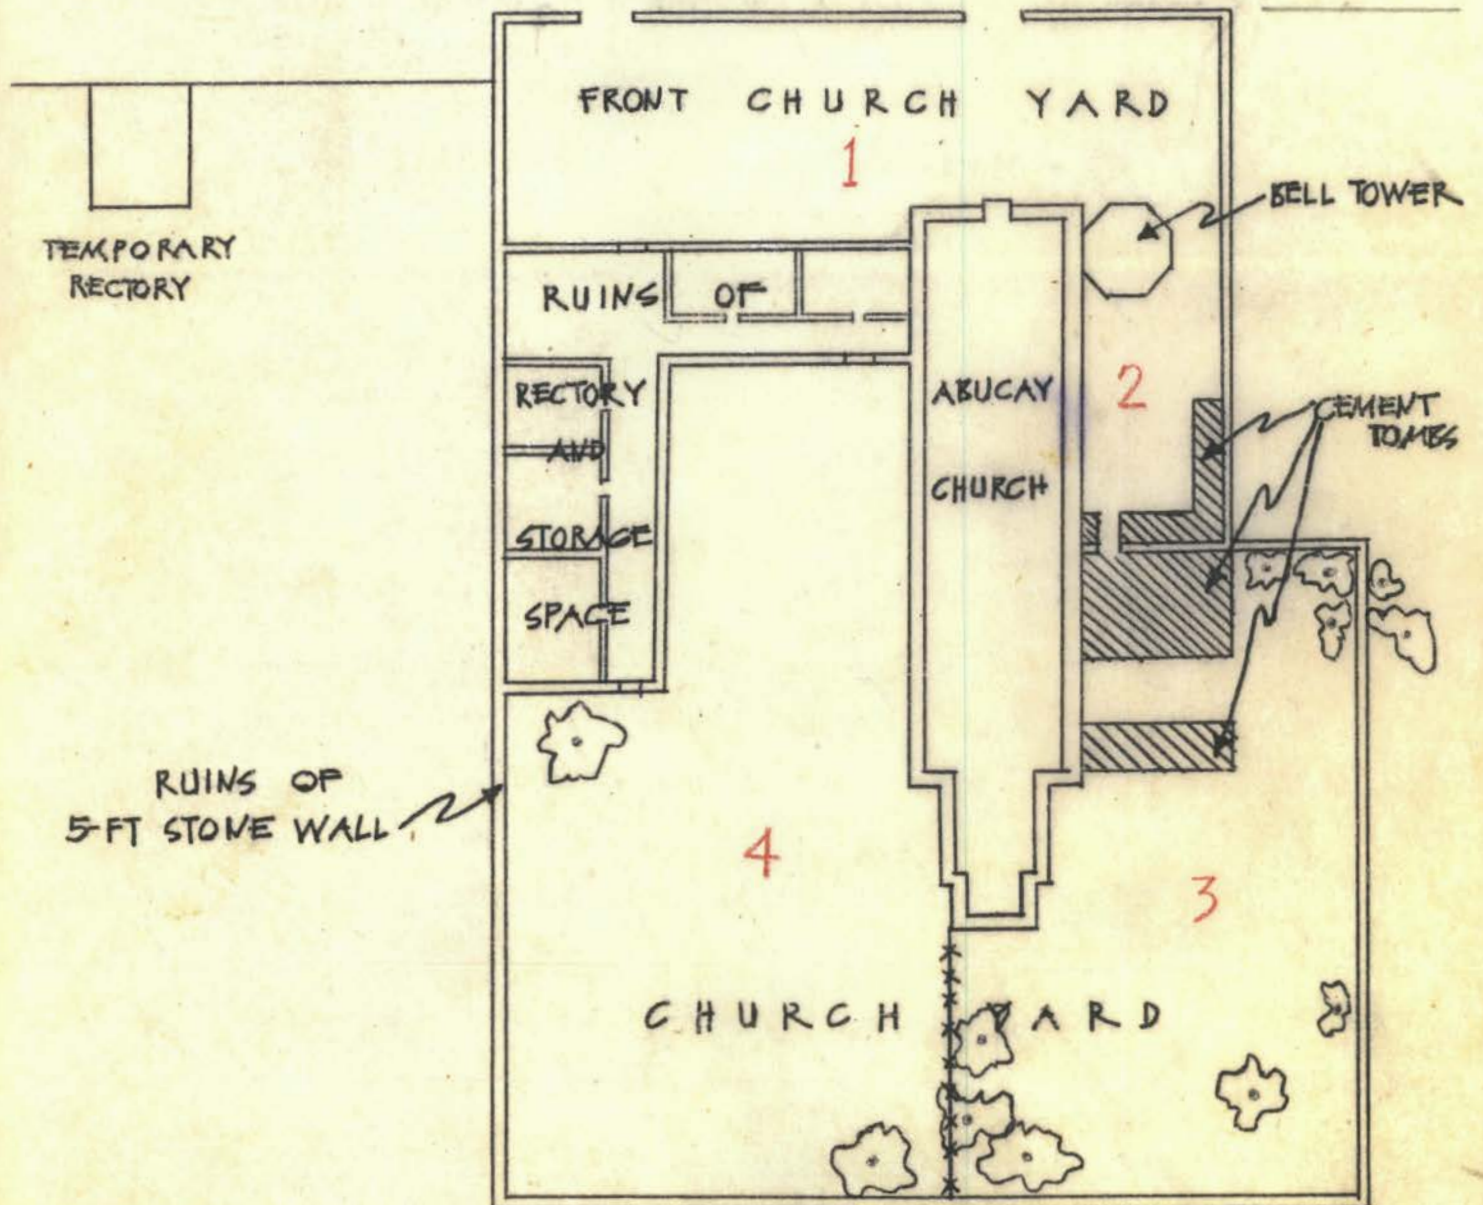 FRONT CHURCH YARD
1
BELL TOWER
TEMPORARY
RECTORY
RUINS OF
RECTORY
AND
STORAGE
SPACE
ABUCAY
CHURCH
2
CEMENT
TOMBS
RUINS OF
5-FT STONE WALL
4
3
CHURCH YARD